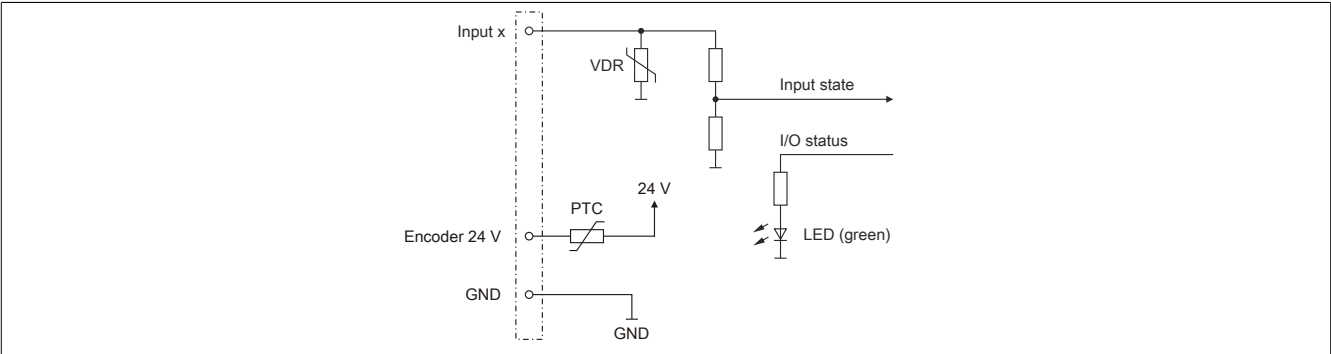 Input x
VDR
Input state
I/O status
24 V
PTC
Encoder 24 V
LED (green)
GND
GND